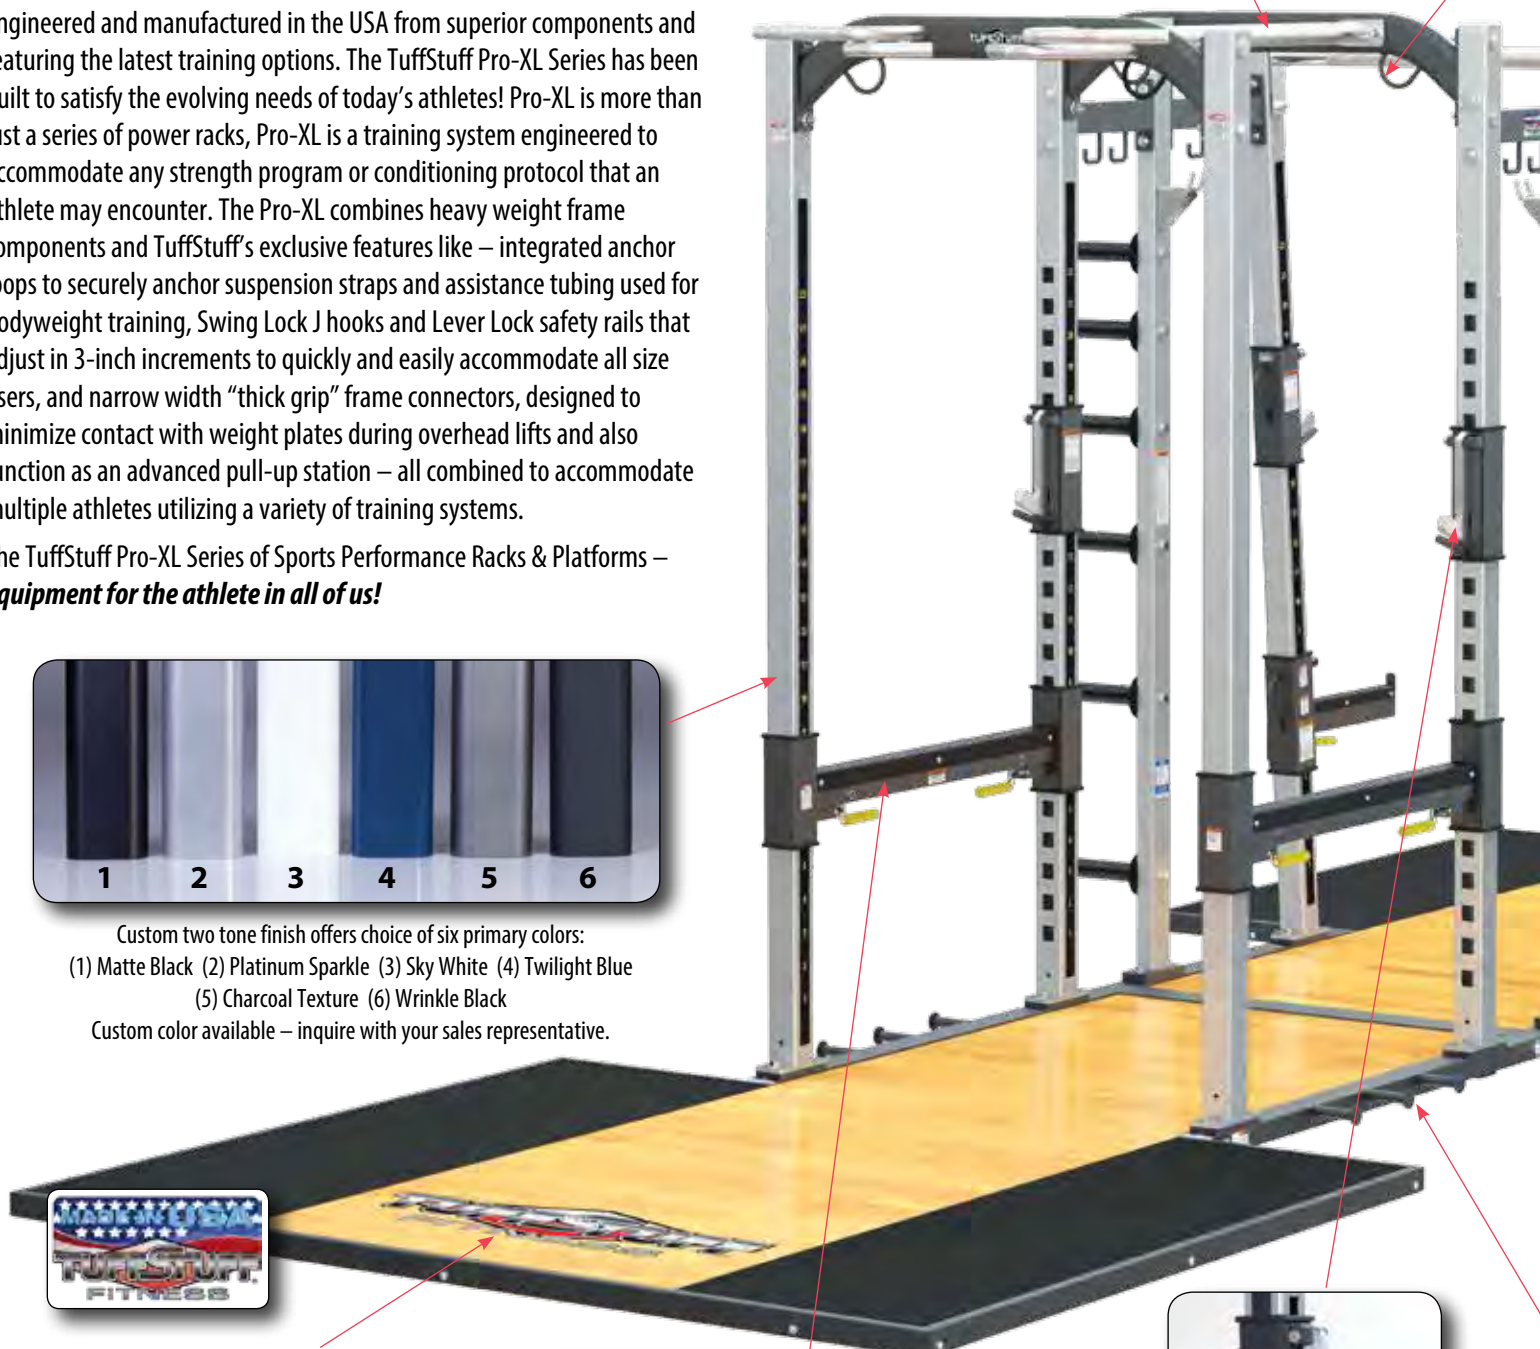 ngineered and manufactured in the USA from superior components and
eaturing the latest training options. The TuffStuff Pro-XL Series has been
uilt to satisfy the evolving needs of today's athletes! Pro-XL is more than
ust a series of power racks, Pro-XL is a training system engineered to
ccommodate any strength program or conditioning protocol that an
thlete may encounter. The Pro-XL combines heavy weight frame
omponents and TuffStuff's exclusive features like – integrated anchor
oops to securely anchor suspension straps and assistance tubing used for
odyweight training, Swing Lock J hooks and Lever Lock safety rails that
djust in 3-inch increments to quickly and easily accommodate all size
sers, and narrow width “thick grip” frame connectors, designed to
minimize contact with weight plates during overhead lifts and also
unction as an advanced pull-up station – all combined to accommodate
multiple athletes utilizing a variety of training systems.
he TuffStuff Pro-XL Series of Sports Performance Racks & Platforms –
quipment for the athlete in all of us!
1 2 3 4 5 6
Custom two tone finish offers choice of six primary colors:
(1) Matte Black (2) Platinum Sparkle (3) Sky White (4) Twilight Blue
(5) Charcoal Texture (6) Wrinkle Black
Custom color available – inquire with your sales representative.
TUFFSTUFF
TUFFSTUFF
MADE IN USA
TUFFSTUFF
FITNESS